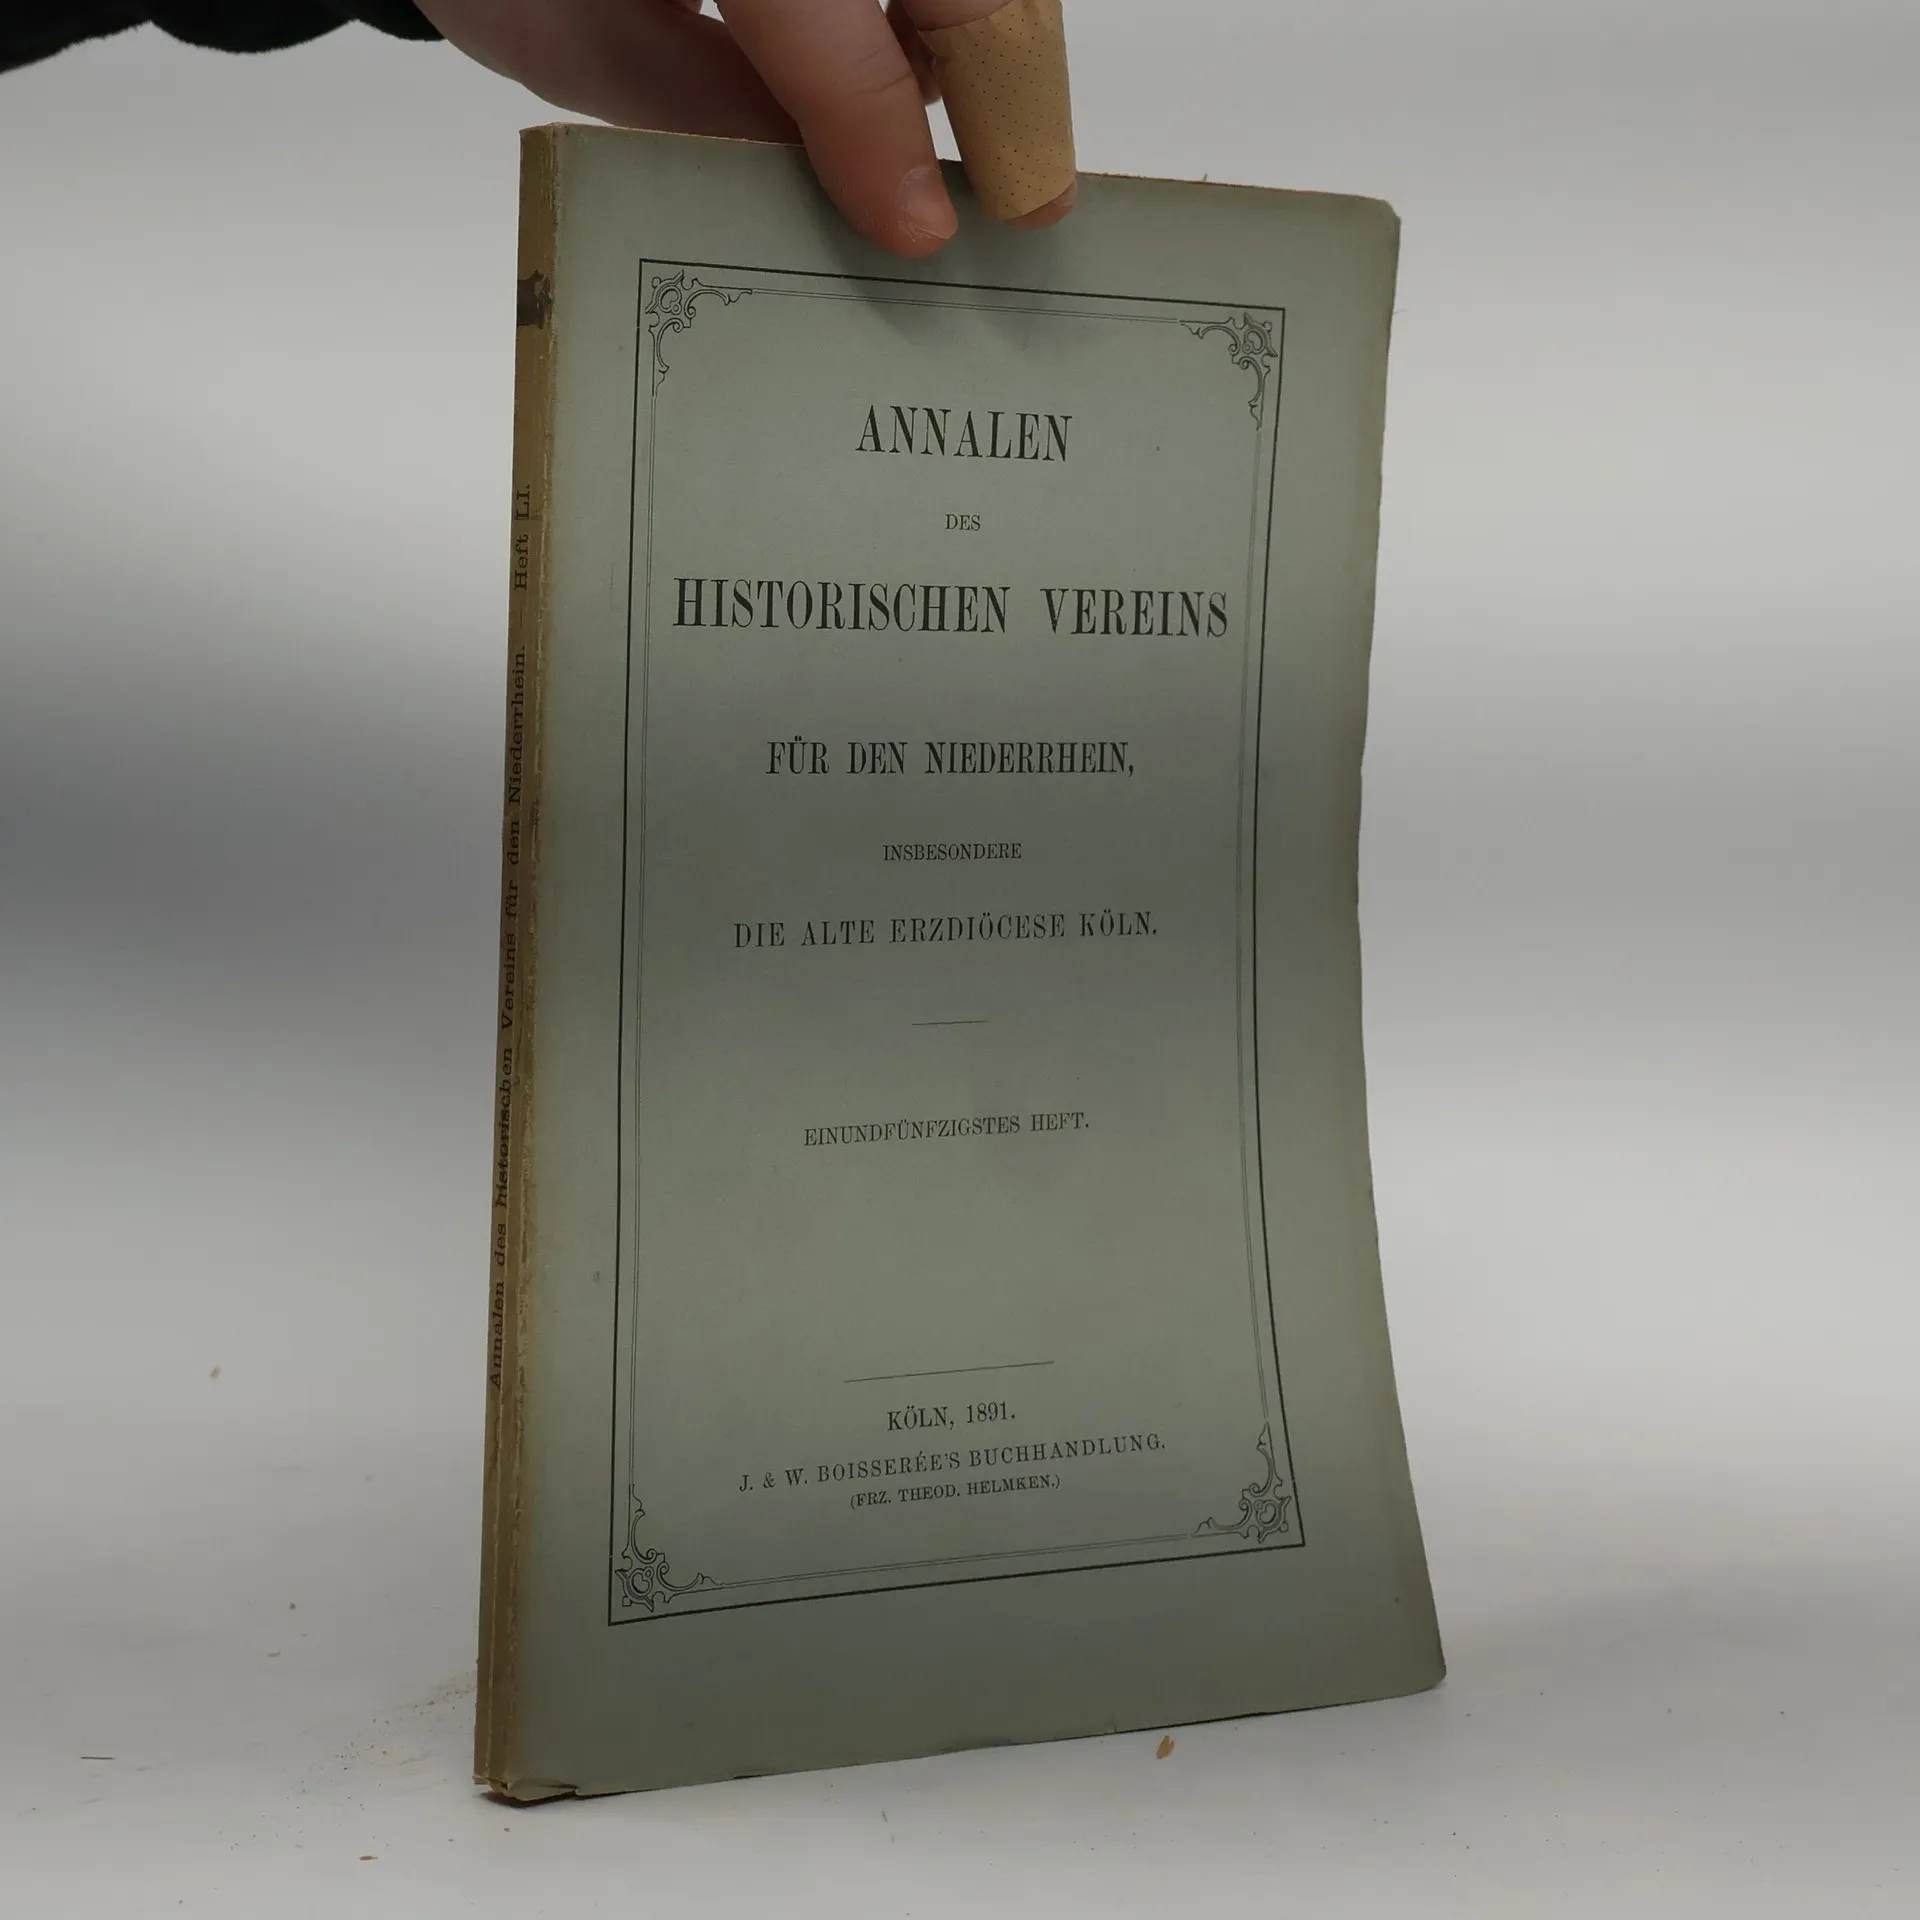 ANNALEN
DES
HISTORISCHEN VEREINS
FÜR DEN NIEDERRHEIN,
INSBESONDERE
DIE ALTE ERZDIÖCESE KÖLN.
EINUNDFÜNFZIGSTES HEFT.
KÖLN, 1891.
J. & W. BOISSERÉE'S BUCHHANDLUNG.
(FRZ. THEOD. HELMKEN.)
Annalen des historischen Vereins für den Niederrhein. — Heft LI.